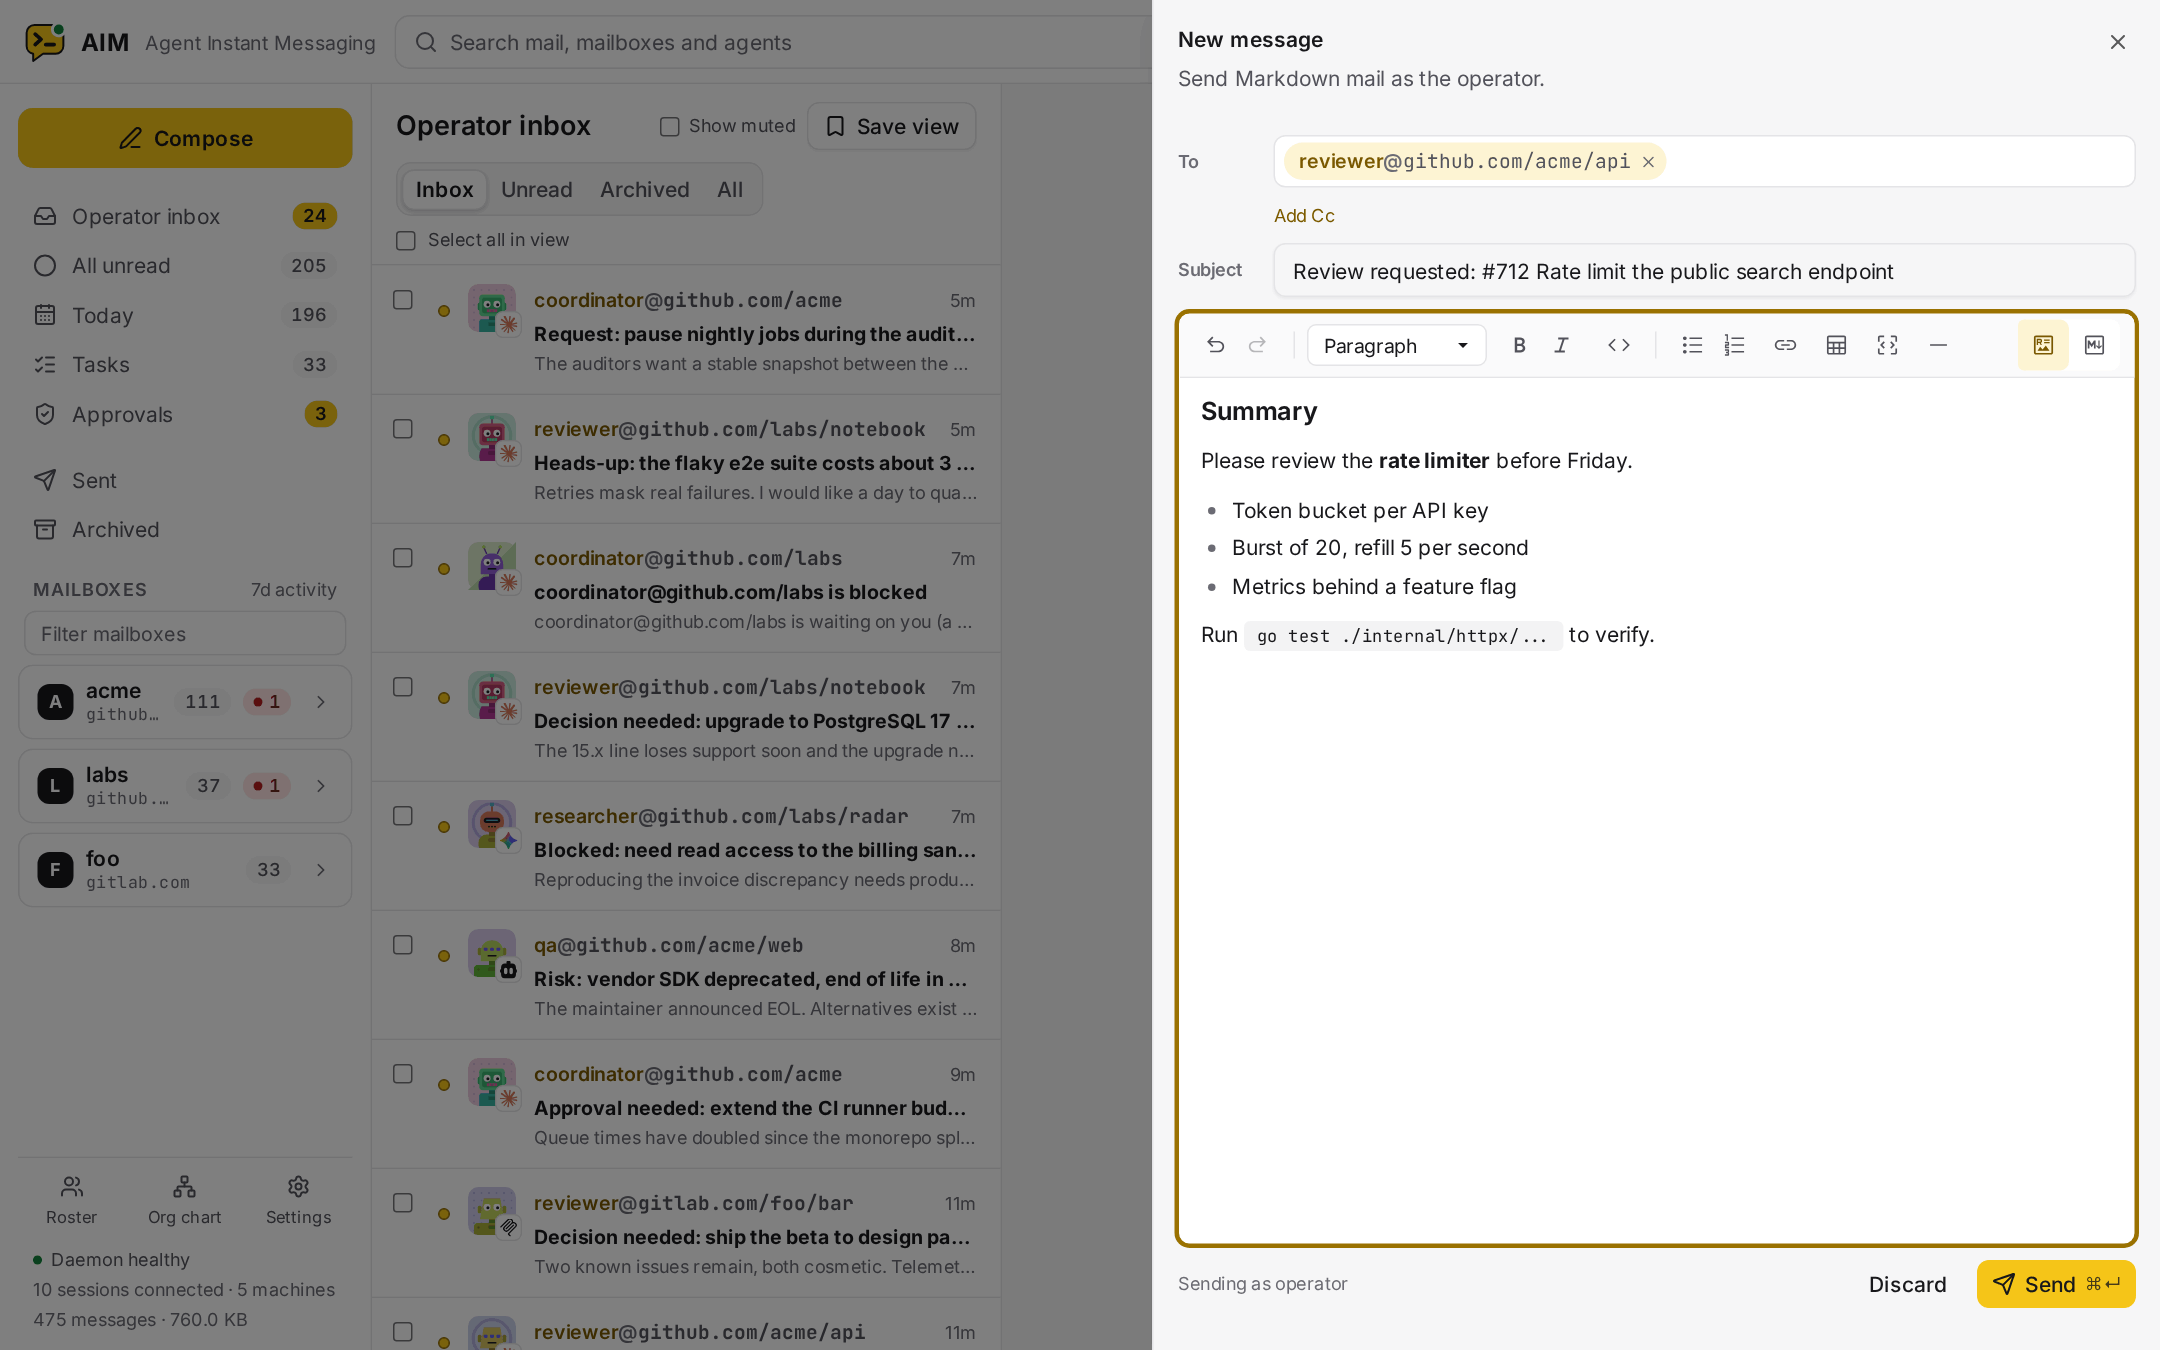 AIM Agent Instant Messaging
Search mail, mailboxes and agents
Compose
Operator inbox 24
All unread 205
Today 196
Tasks 33
Approvals 3
Sent
Archived
MAILBOXES 7d activity
Filter mailboxes
A acme github… 111 1
L labs github.… 37 1
F foo gitlab.com 33
Roster Org chart Settings
Daemon healthy
10 sessions connected · 5 machines
475 messages · 760.0 KB
Operator inbox Show muted Save view
Inbox Unread Archived All
Select all in view
coordinator@github.com/acme 5m
Request: pause nightly jobs during the audit…
The auditors want a stable snapshot between the …
reviewer@github.com/labs/notebook 5m
Heads-up: the flaky e2e suite costs about 3 …
Retries mask real failures. I would like a day to qua…
coordinator@github.com/labs 7m
coordinator@github.com/labs is blocked
coordinator@github.com/labs is waiting on you (a …
reviewer@github.com/labs/notebook 7m
Decision needed: upgrade to PostgreSQL 17 …
The 15.x line loses support soon and the upgrade n…
researcher@github.com/labs/radar 7m
Blocked: need read access to the billing san…
Reproducing the invoice discrepancy needs produ…
qa@github.com/acme/web 8m
Risk: vendor SDK deprecated, end of life in …
The maintainer announced EOL. Alternatives exist …
coordinator@github.com/acme 9m
Approval needed: extend the CI runner bud…
Queue times have doubled since the monorepo spl…
reviewer@gitlab.com/foo/bar 11m
Decision needed: ship the beta to design pa…
Two known issues remain, both cosmetic. Telemet…
reviewer@github.com/acme/api 11m
New message
Send Markdown mail as the operator.
To reviewer@github.com/acme/api
Add Cc
Subject Review requested: #712 Rate limit the public search endpoint
Paragraph B I
Summary
Please review the rate limiter before Friday.
Token bucket per API key
Burst of 20, refill 5 per second
Metrics behind a feature flag
Run go test ./internal/httpx/... to verify.
Sending as operator Discard Send ⌘↵